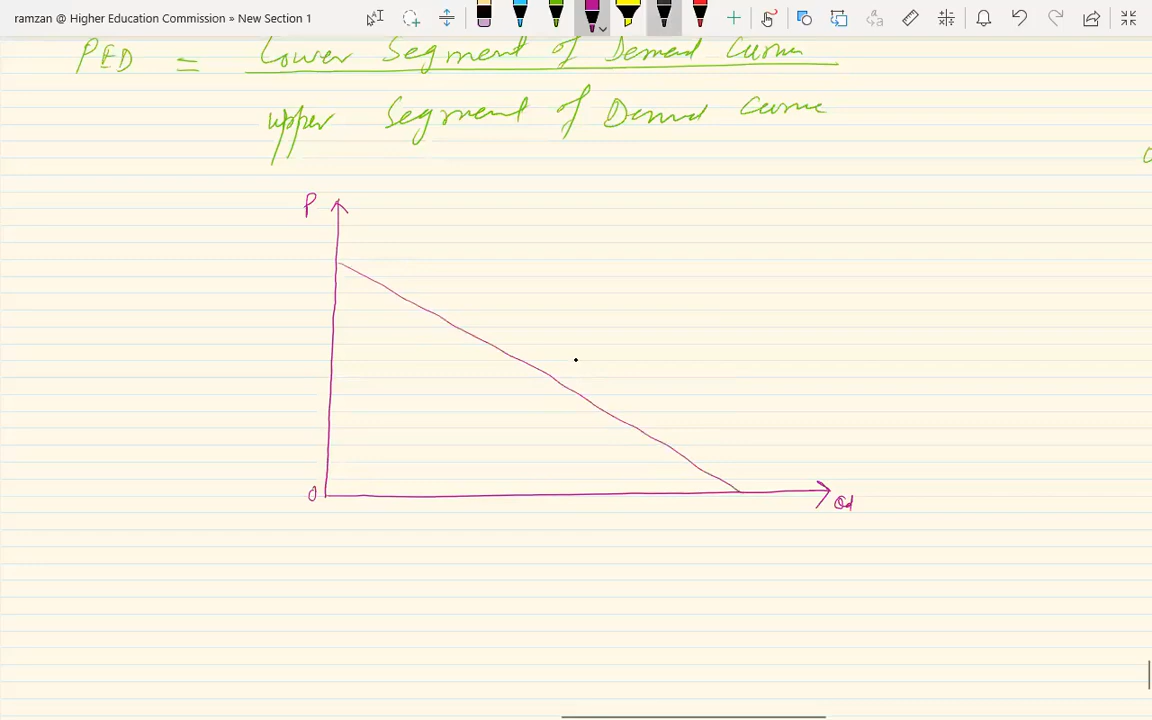 ramzan @ Higher Education Commission » New Section 1
PED = Lower Segment of Demand Curve
upper Segment of Demand Curve
P
0
Qd